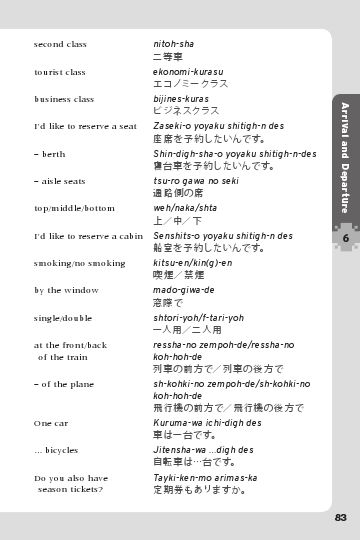 second class
nitoh-sha
二等車
tourist class
ekonomi-kurasu
エコノミークラス
business class
bijines-kuras
ビジネスクラス
I'd like to reserve a seat
Zaseki-o yoyaku shitigh-n des
座席を予約したいんです。
– berth
Shin-digh-sha-o yoyaku shitigh-n-des
寝台車を予約したいんです。
– aisle seats
tsu-ro gawa no seki
通路側の席
top/middle/bottom
weh/naka/shta
上／中／下
I'd like to reserve a cabin
Senshits-o yoyaku shitigh-n des
船室を予約したいんです。
smoking/no smoking
kitsu-en/kin(g)-en
喫煙／禁煙
by the window
mado-giwa-de
窓際で
single/double
shtori-yoh/f-tari-yoh
一人用／二人用
at the front/back
of the train
ressha-no zempoh-de/ressha-no
koh-hoh-de
列車の前方で／列車の後方で
– of the plane
sh-kohki-no zempoh-de/sh-kohki-no
koh-hoh-de
飛行機の前方で／飛行機の後方で
One car
Kuruma-wa ichi-digh des
車は一台です。
... bicycles
Jitensha-wa ...digh des
自転車は…台です。
Do you also have
season tickets?
Tayki-ken-mo arimas-ka
定期券もありますか。
Arrival and Departure
6
83